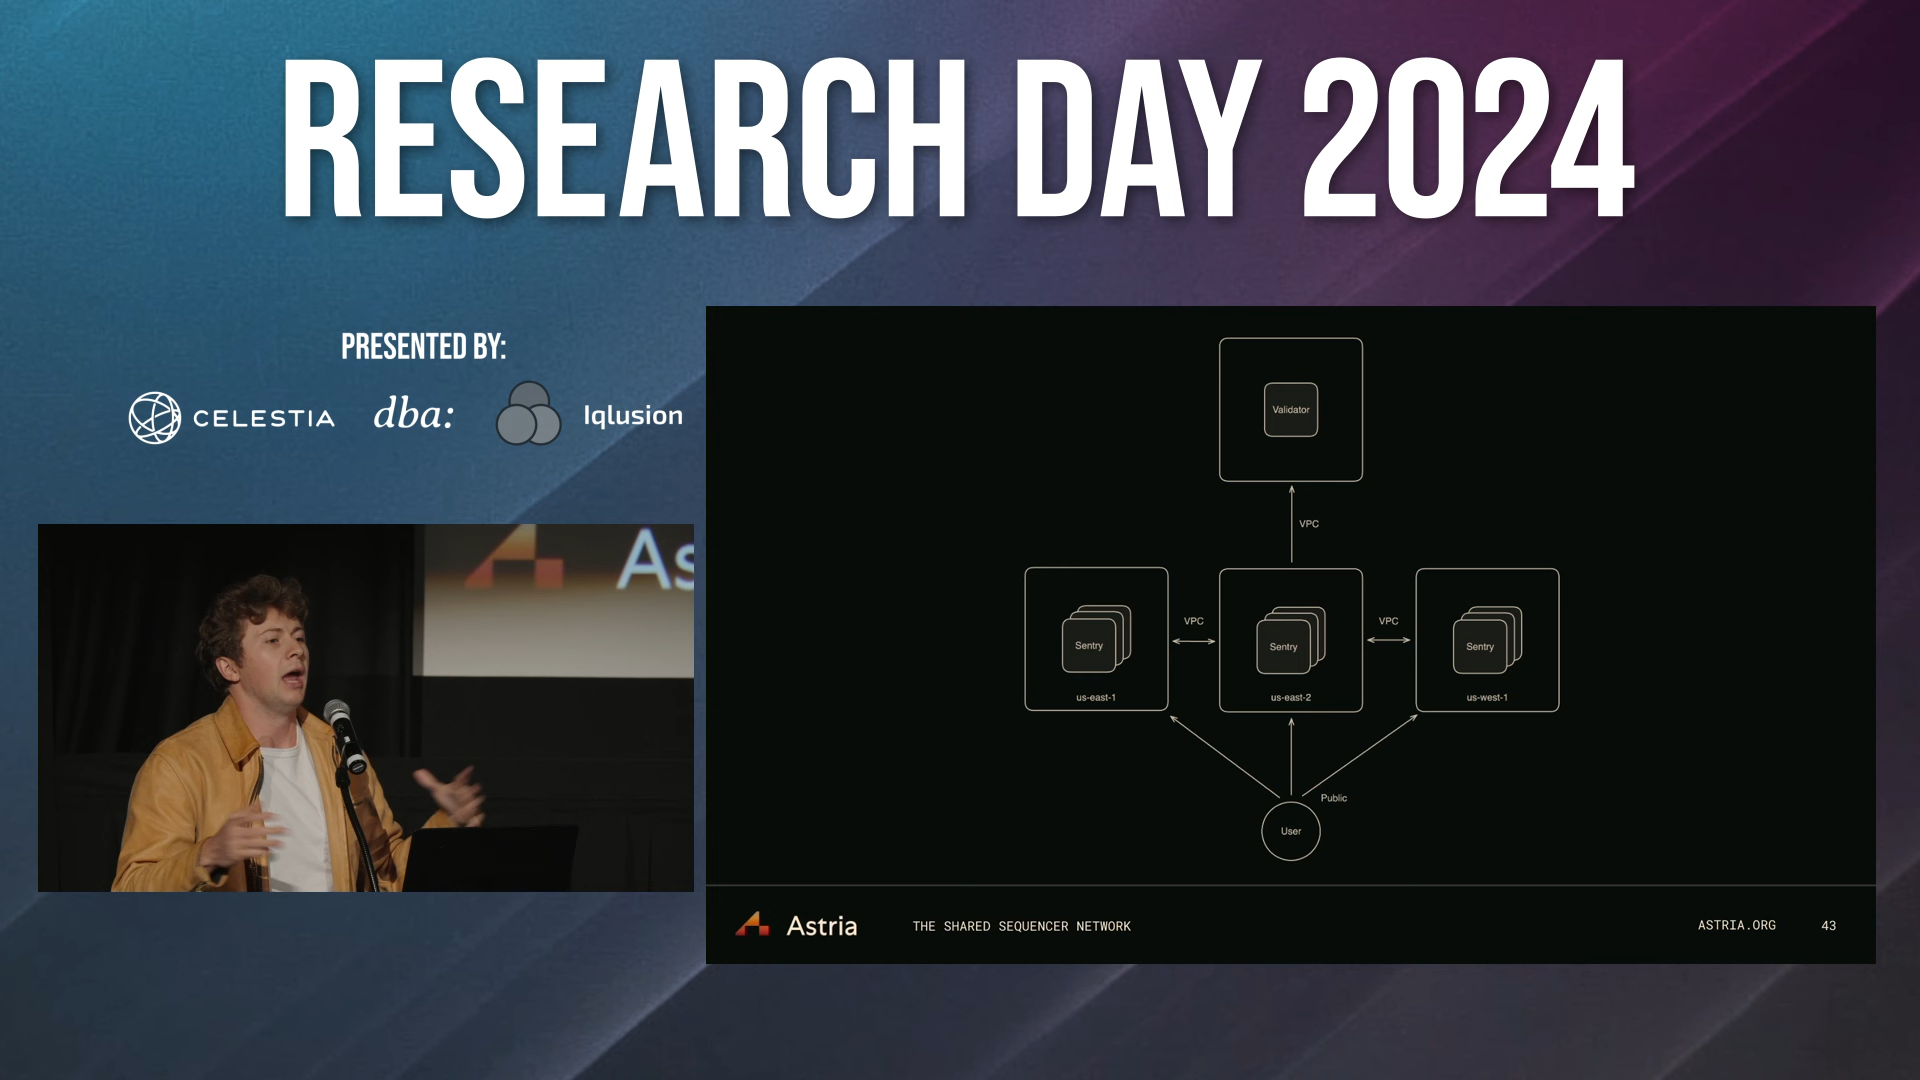 RESEARCH DAY 2024
PRESENTED BY:
CELESTIA
dba:
Iqlusion
As
Validator
VPC
VPC
VPC
Sentry
Sentry
Sentry
us-east-1
us-east-2
us-west-1
Public
User
Astria
THE SHARED SEQUENCER NETWORK
ASTRIA.ORG
43